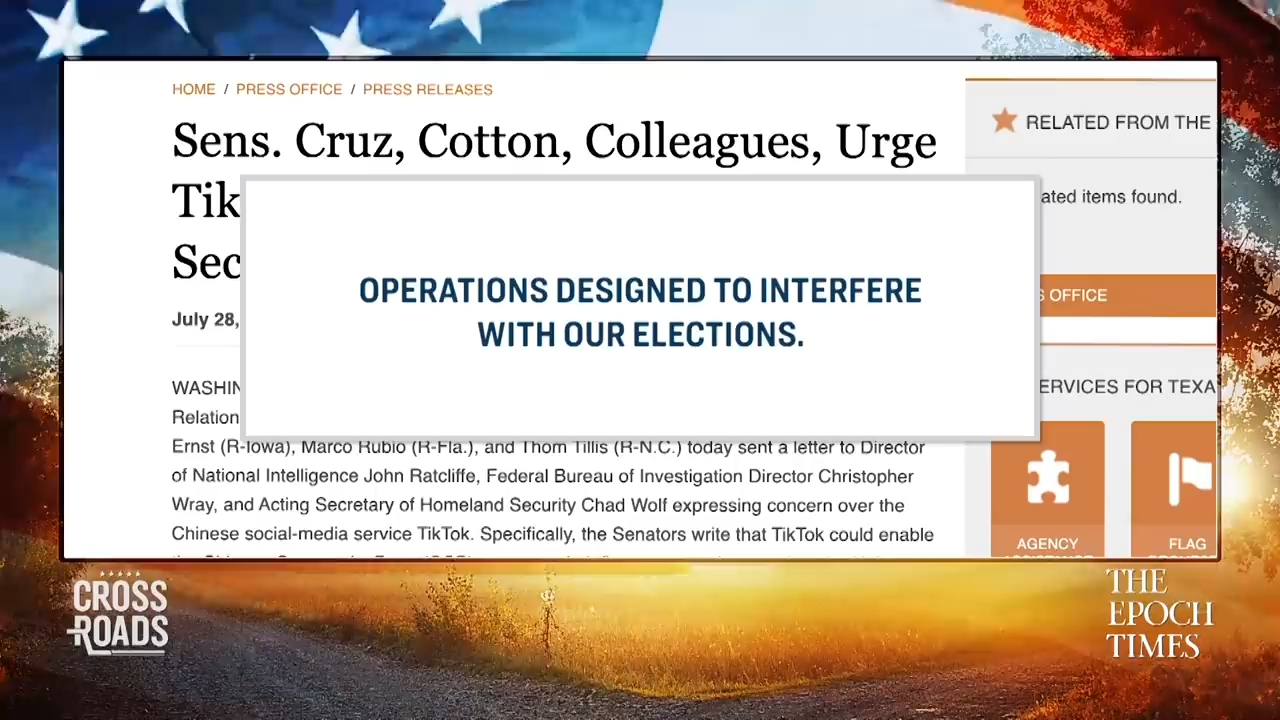 HOME / PRESS OFFICE / PRESS RELEASES
Sens. Cruz, Cotton, Colleagues, Urge
Tik
Sec
July 28,
WASHIN
Relation
Ernst (R-Iowa), Marco Rubio (R-Fla.), and Thom Tillis (R-N.C.) today sent a letter to Director
of National Intelligence John Ratcliffe, Federal Bureau of Investigation Director Christopher
Wray, and Acting Secretary of Homeland Security Chad Wolf expressing concern over the
Chinese social-media service TikTok. Specifically, the Senators write that TikTok could enable
OPERATIONS DESIGNED TO INTERFERE
WITH OUR ELECTIONS.
RELATED FROM THE
ated items found.
S OFFICE
ERVICES FOR TEXA
AGENCY
FLAG
CROSS
ROADS
THE
EPOCH
TIMES